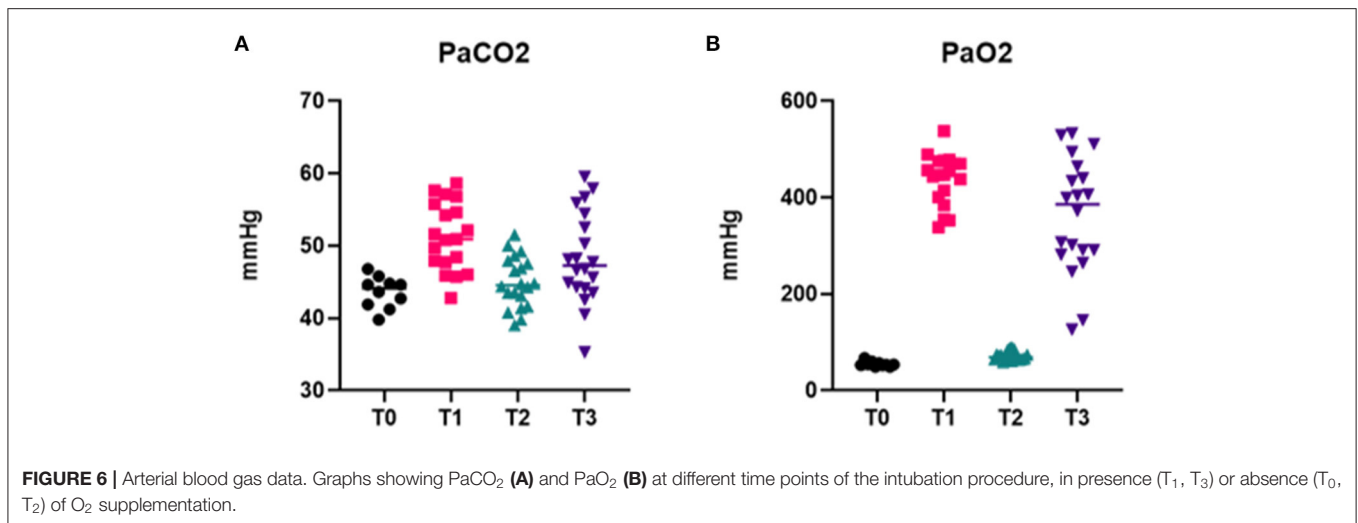 A
PaCO2
mmHg
70
60
50
40
30
T0 T1 T2 T3
B
PaO2
mmHg
600
400
200
0
T0 T1 T2 T3
FIGURE 6 | Arterial blood gas data. Graphs showing PaCO₂ (A) and PaO₂ (B) at different time points of the intubation procedure, in presence (T₁, T₃) or absence (T₀,
T₂) of O₂ supplementation.